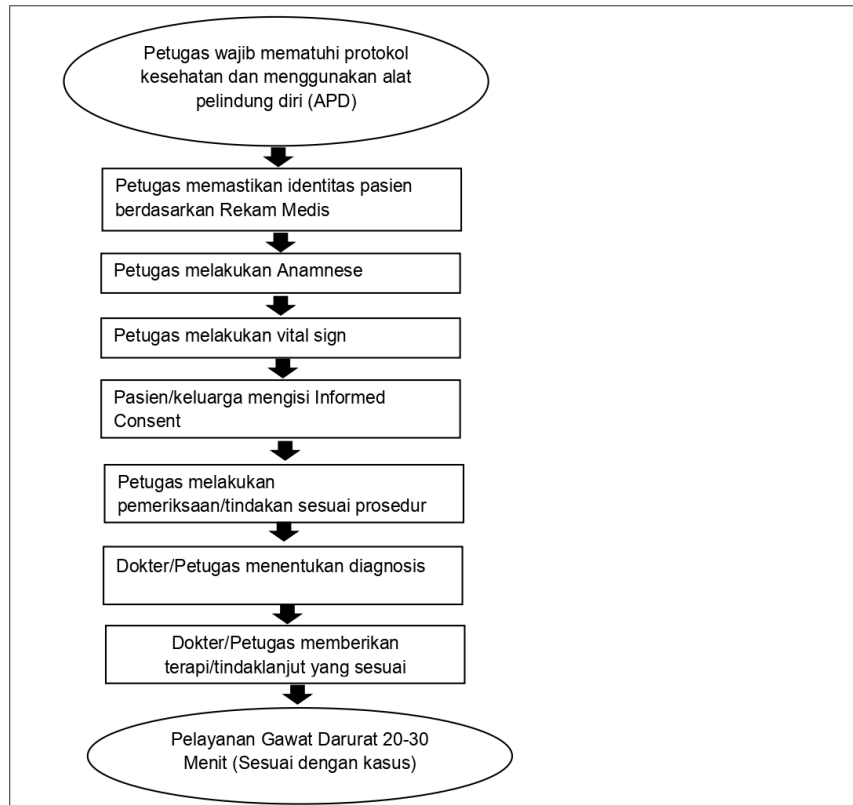 Petugas wajib mematuhi protokol
kesehatan dan menggunakan alat
pelindung diri (APD)
Petugas memastikan identitas pasien
berdasarkan Rekam Medis
Petugas melakukan Anamnese
Petugas melakukan vital sign
Pasien/keluarga mengisi Informed
Consent
Petugas melakukan
pemeriksaan/tindakan sesuai prosedur
Dokter/Petugas menentukan diagnosis
Dokter/Petugas memberikan
terapi/tindaklanjut yang sesuai
Pelayanan Gawat Darurat 20-30
Menit (Sesuai dengan kasus)